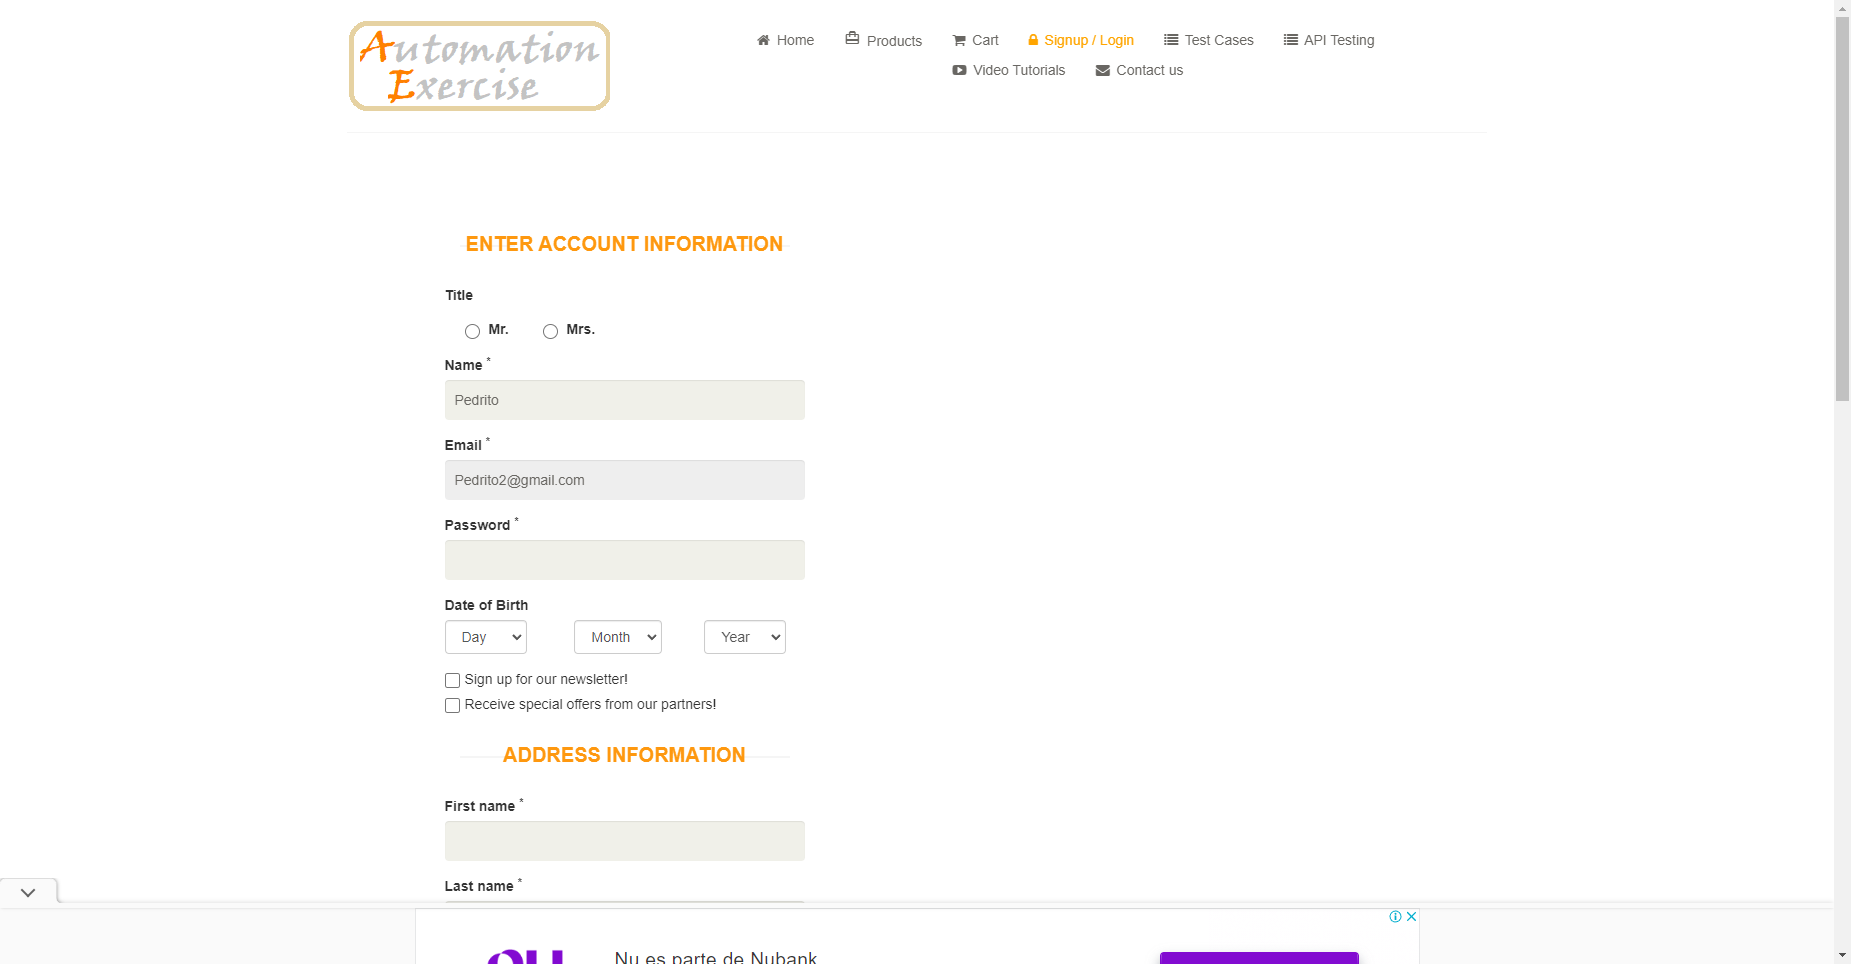 Automation
Exercise
Home
Products
Cart
Signup / Login
Test Cases
API Testing
Video Tutorials
Contact us
ENTER ACCOUNT INFORMATION
Title
Mr.
Mrs.
Name *
Pedrito
Email *
Pedrito2@gmail.com
Password *
Date of Birth
Day
Month
Year
Sign up for our newsletter!
Receive special offers from our partners!
ADDRESS INFORMATION
First name *
Last name *
nu
Nu es parte de Nubank